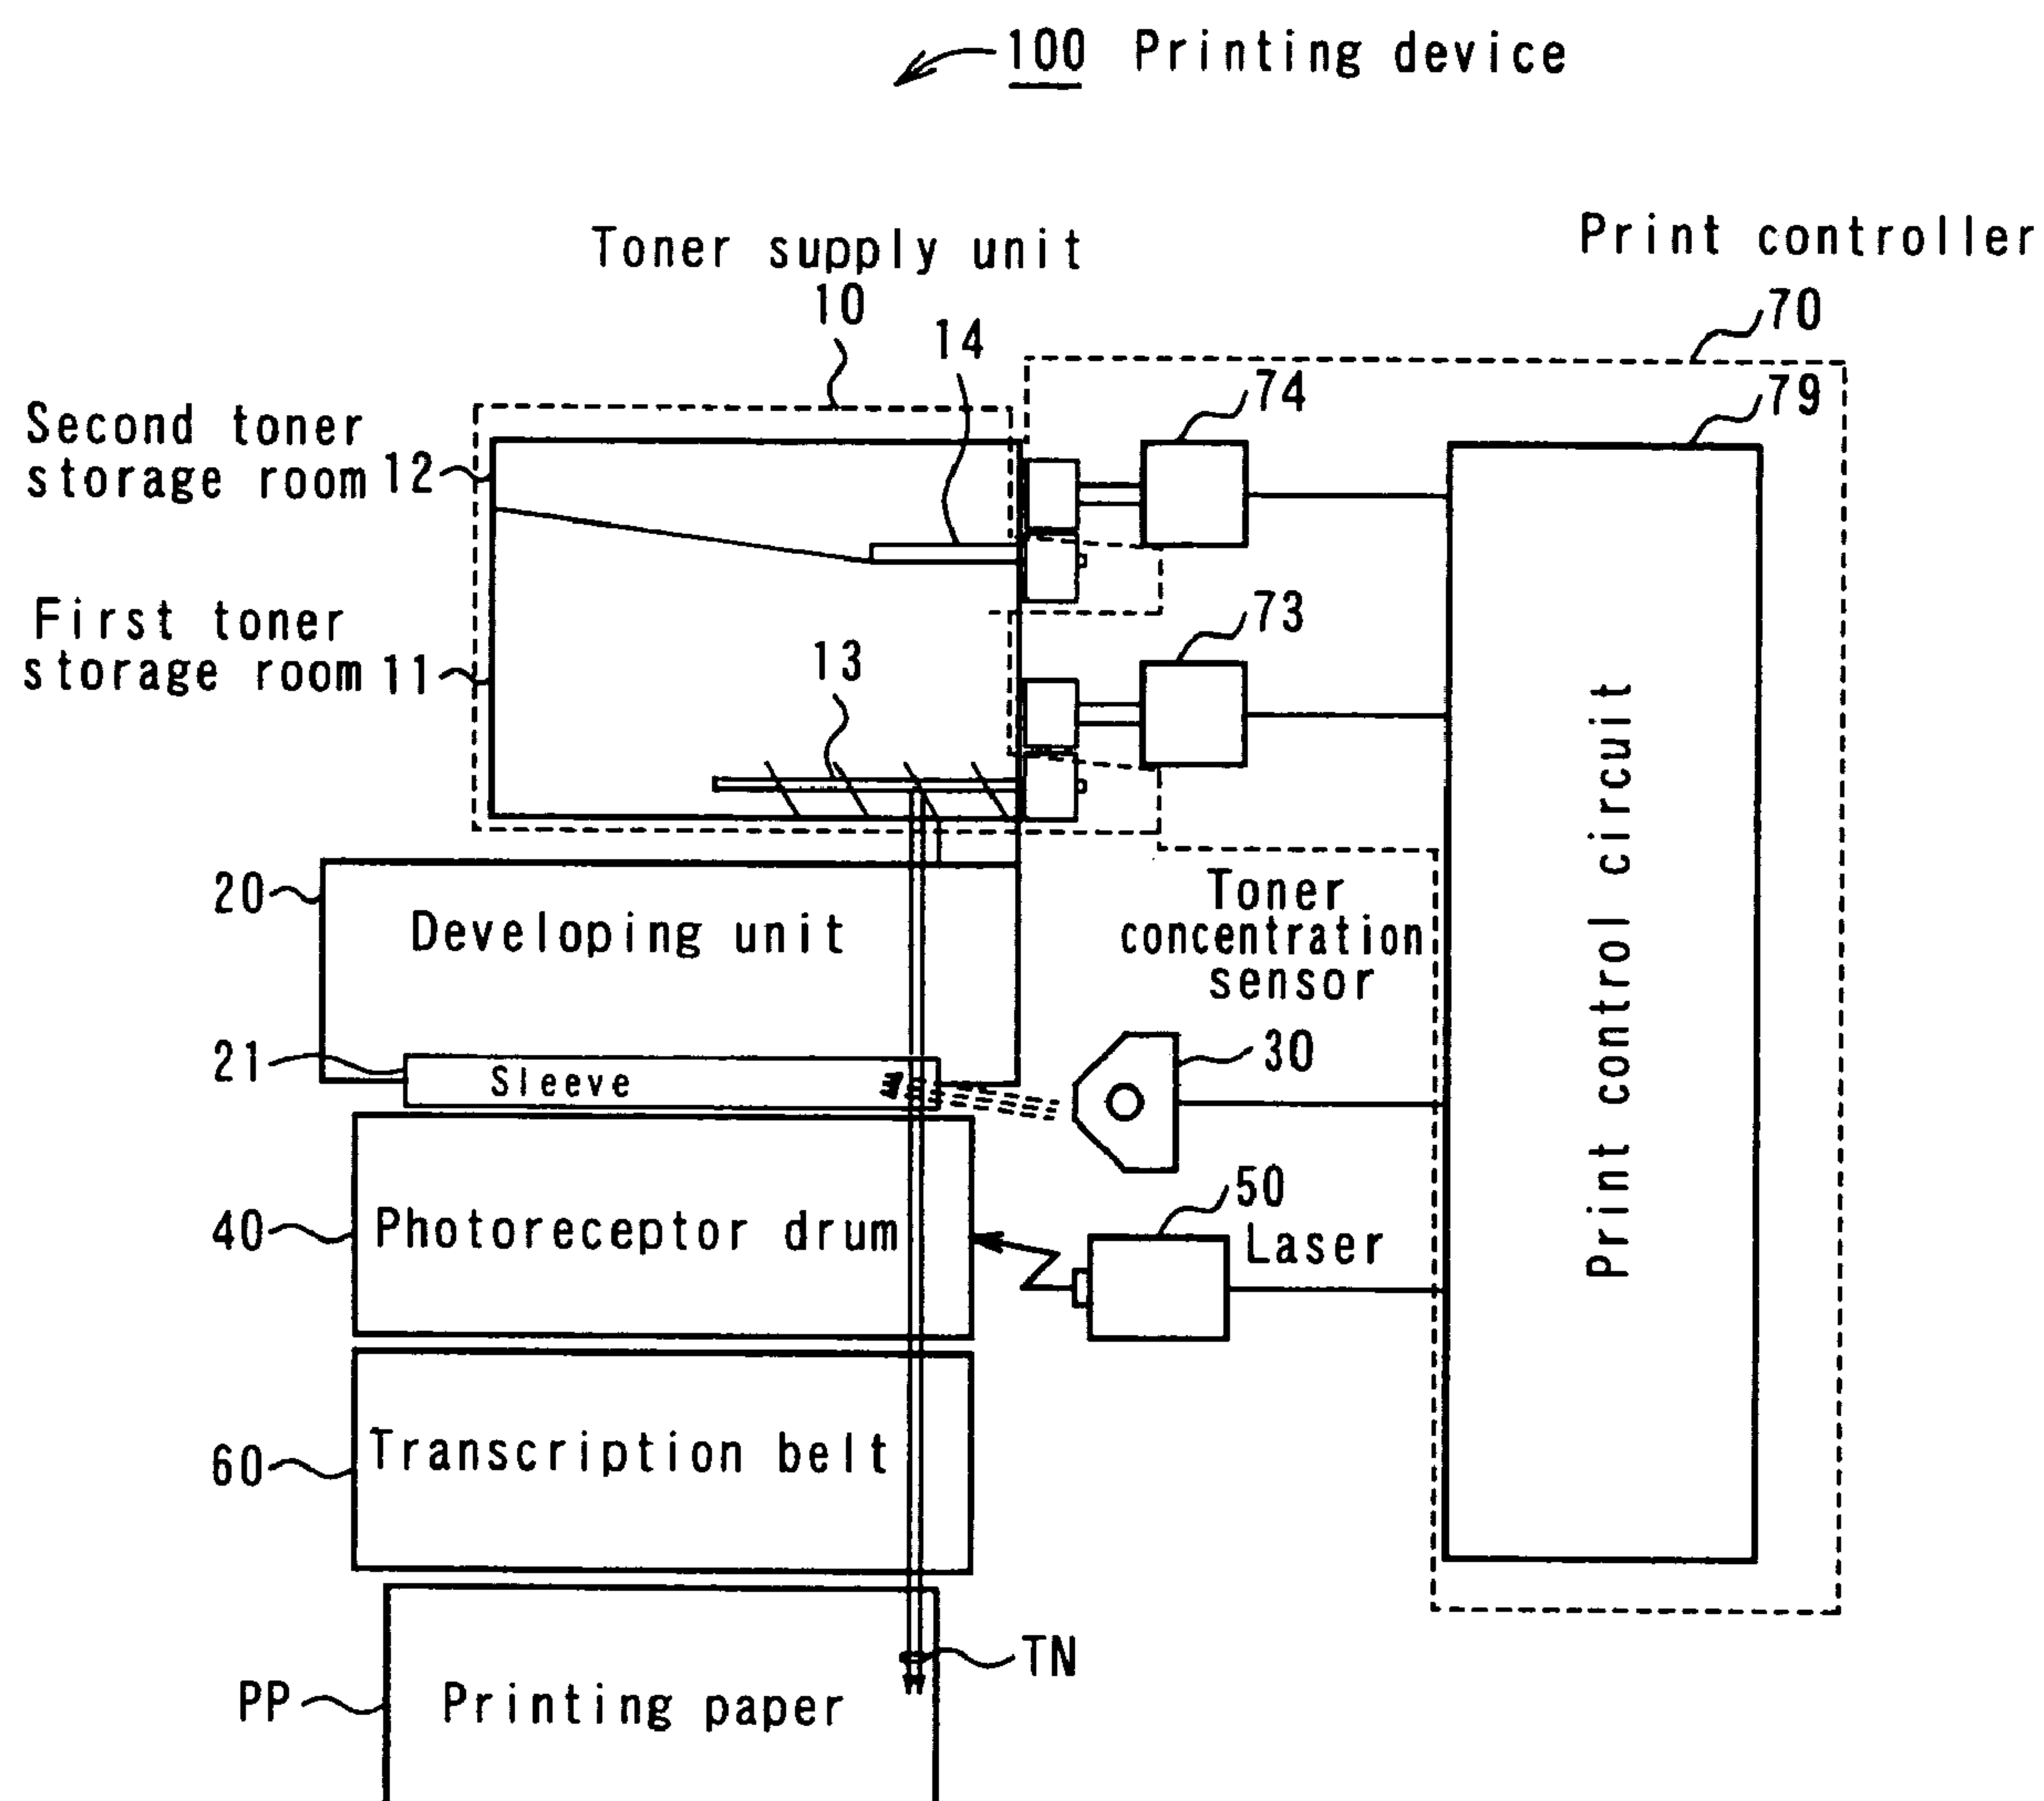 100 Printing device
Print controller
70
Toner supply unit
10
14
74
79
Second toner
storage room 12
73
First toner
storage room 11
13
Print control circuit
20
Developing unit
Toner
concentration
sensor
30
21
Sleeve
50
Laser
40
Photoreceptor drum
60
Transcription belt
TN
PP
Printing paper